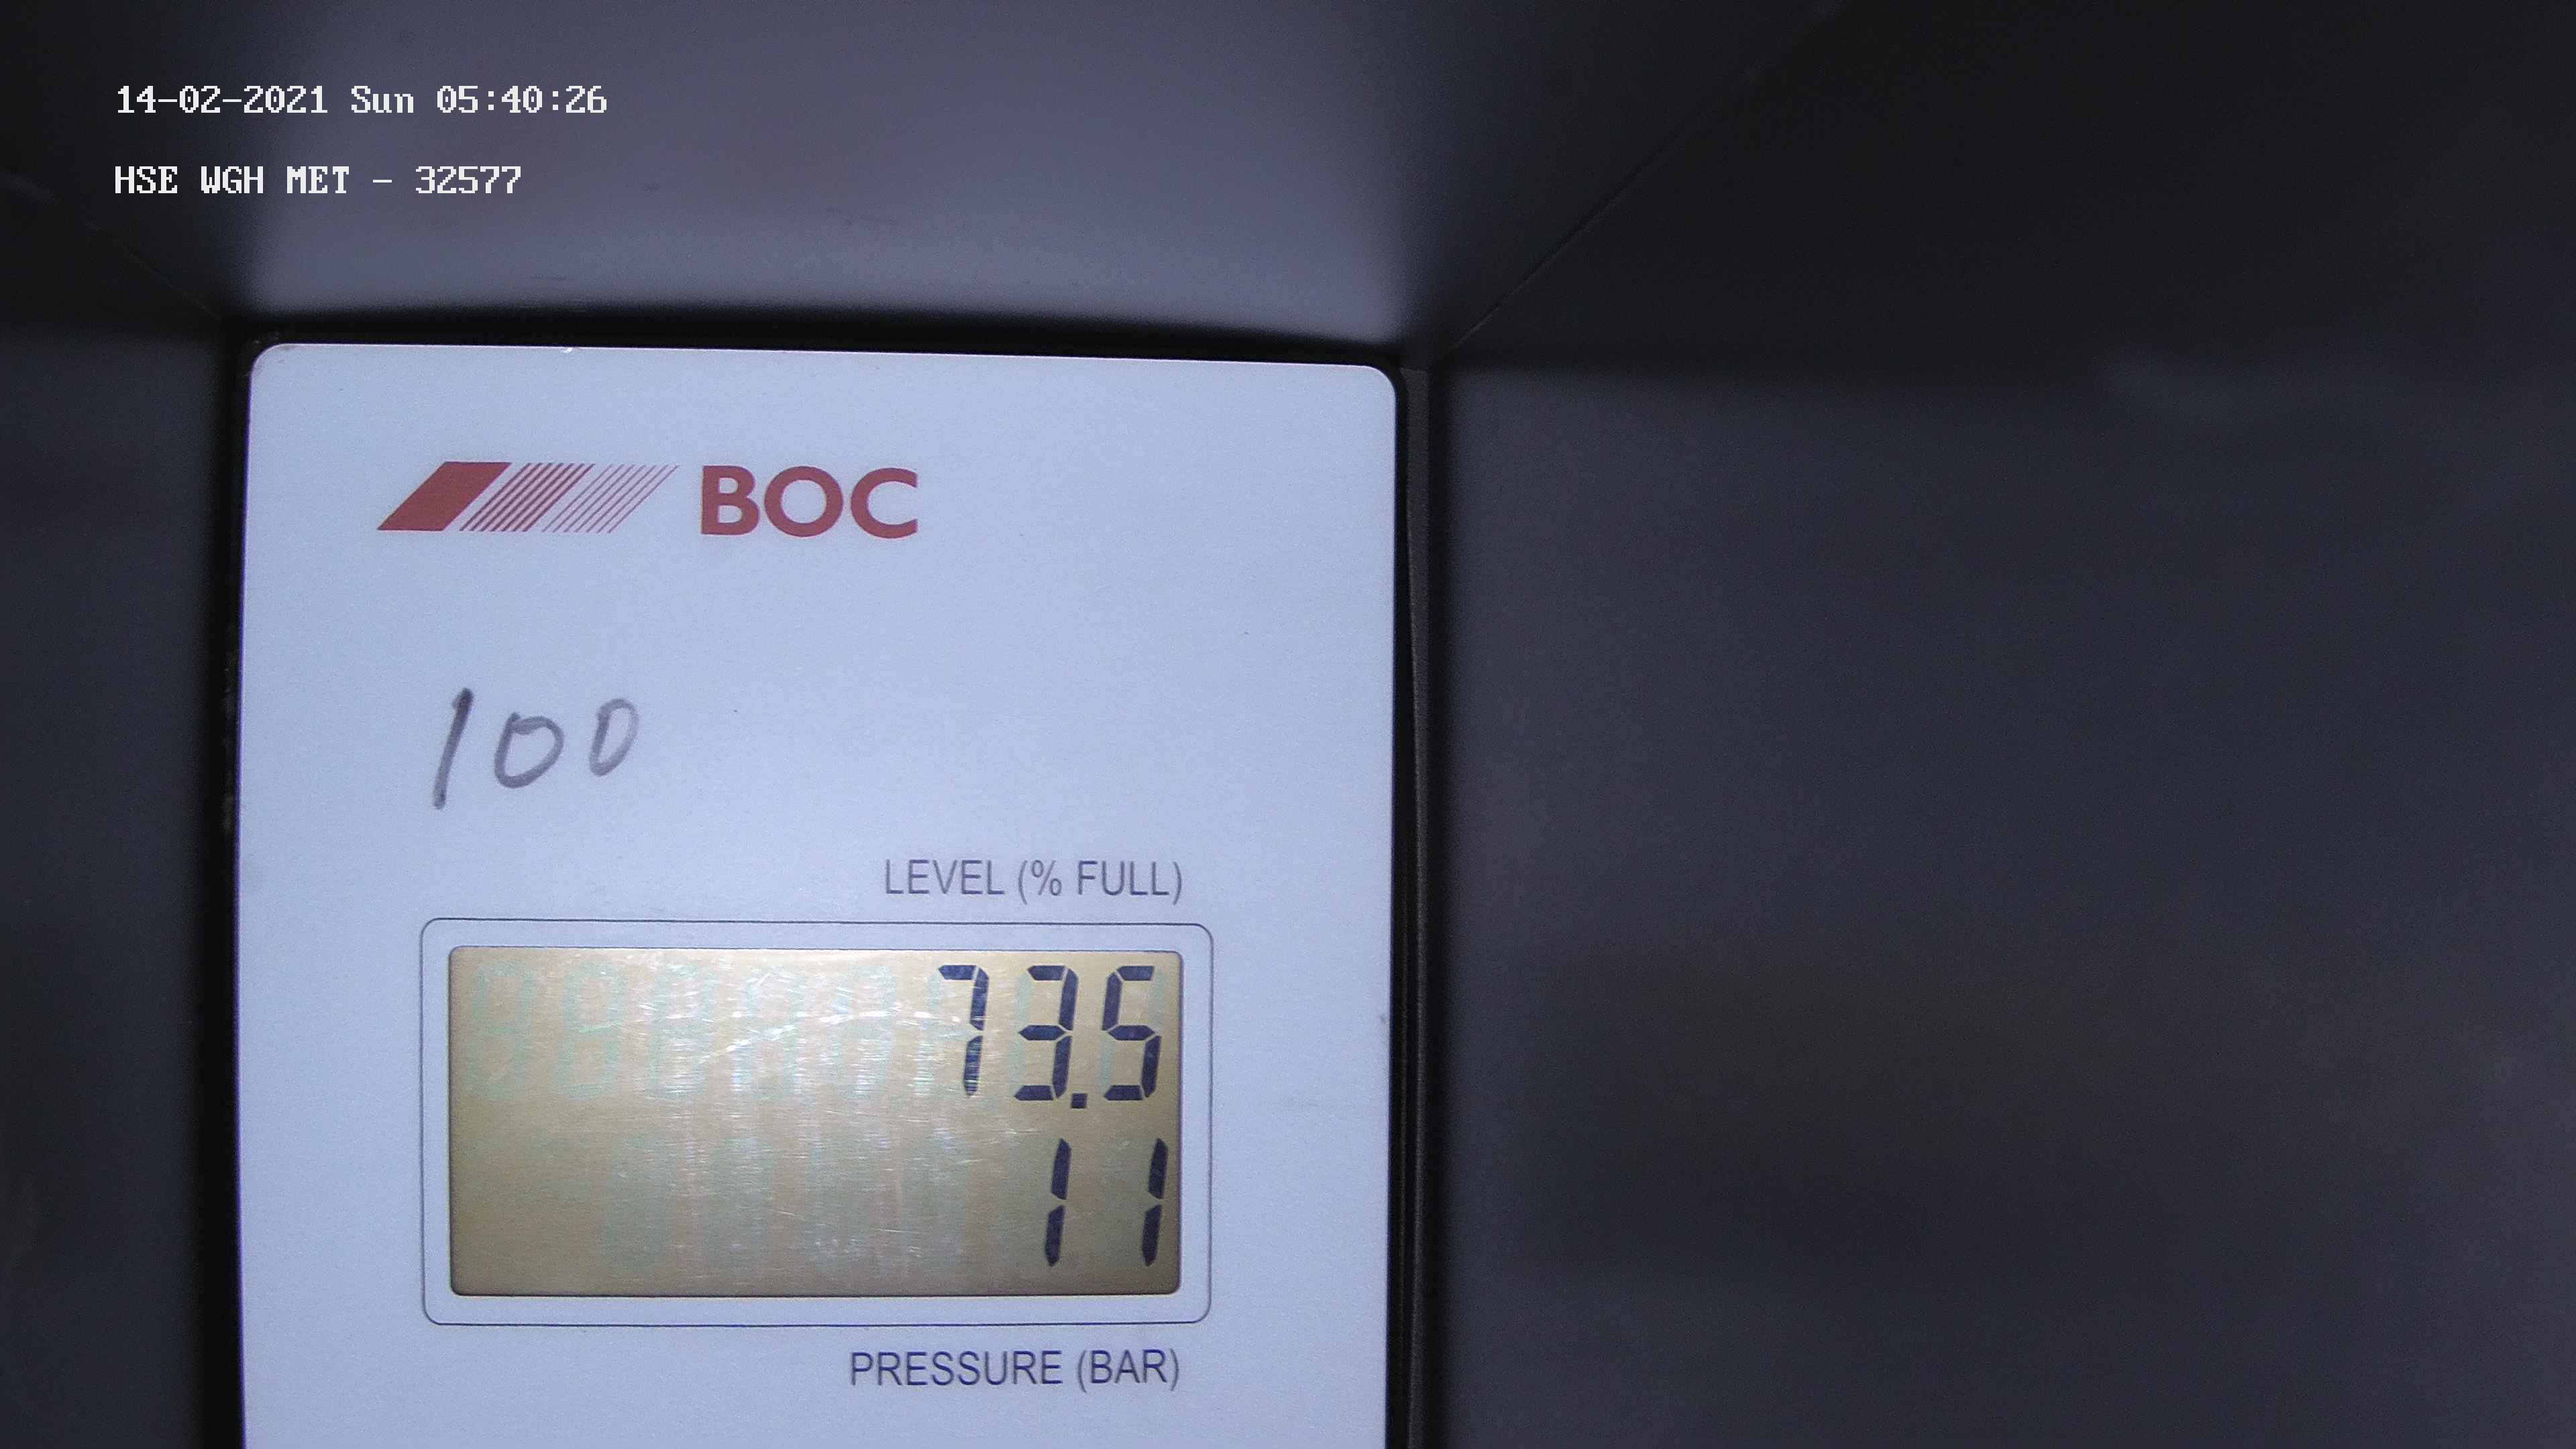 14-02-2021 Sun 05:40:26
HSE WGH MET - 32577
BOC
100
LEVEL (% FULL)
73.5
11
PRESSURE (BAR)